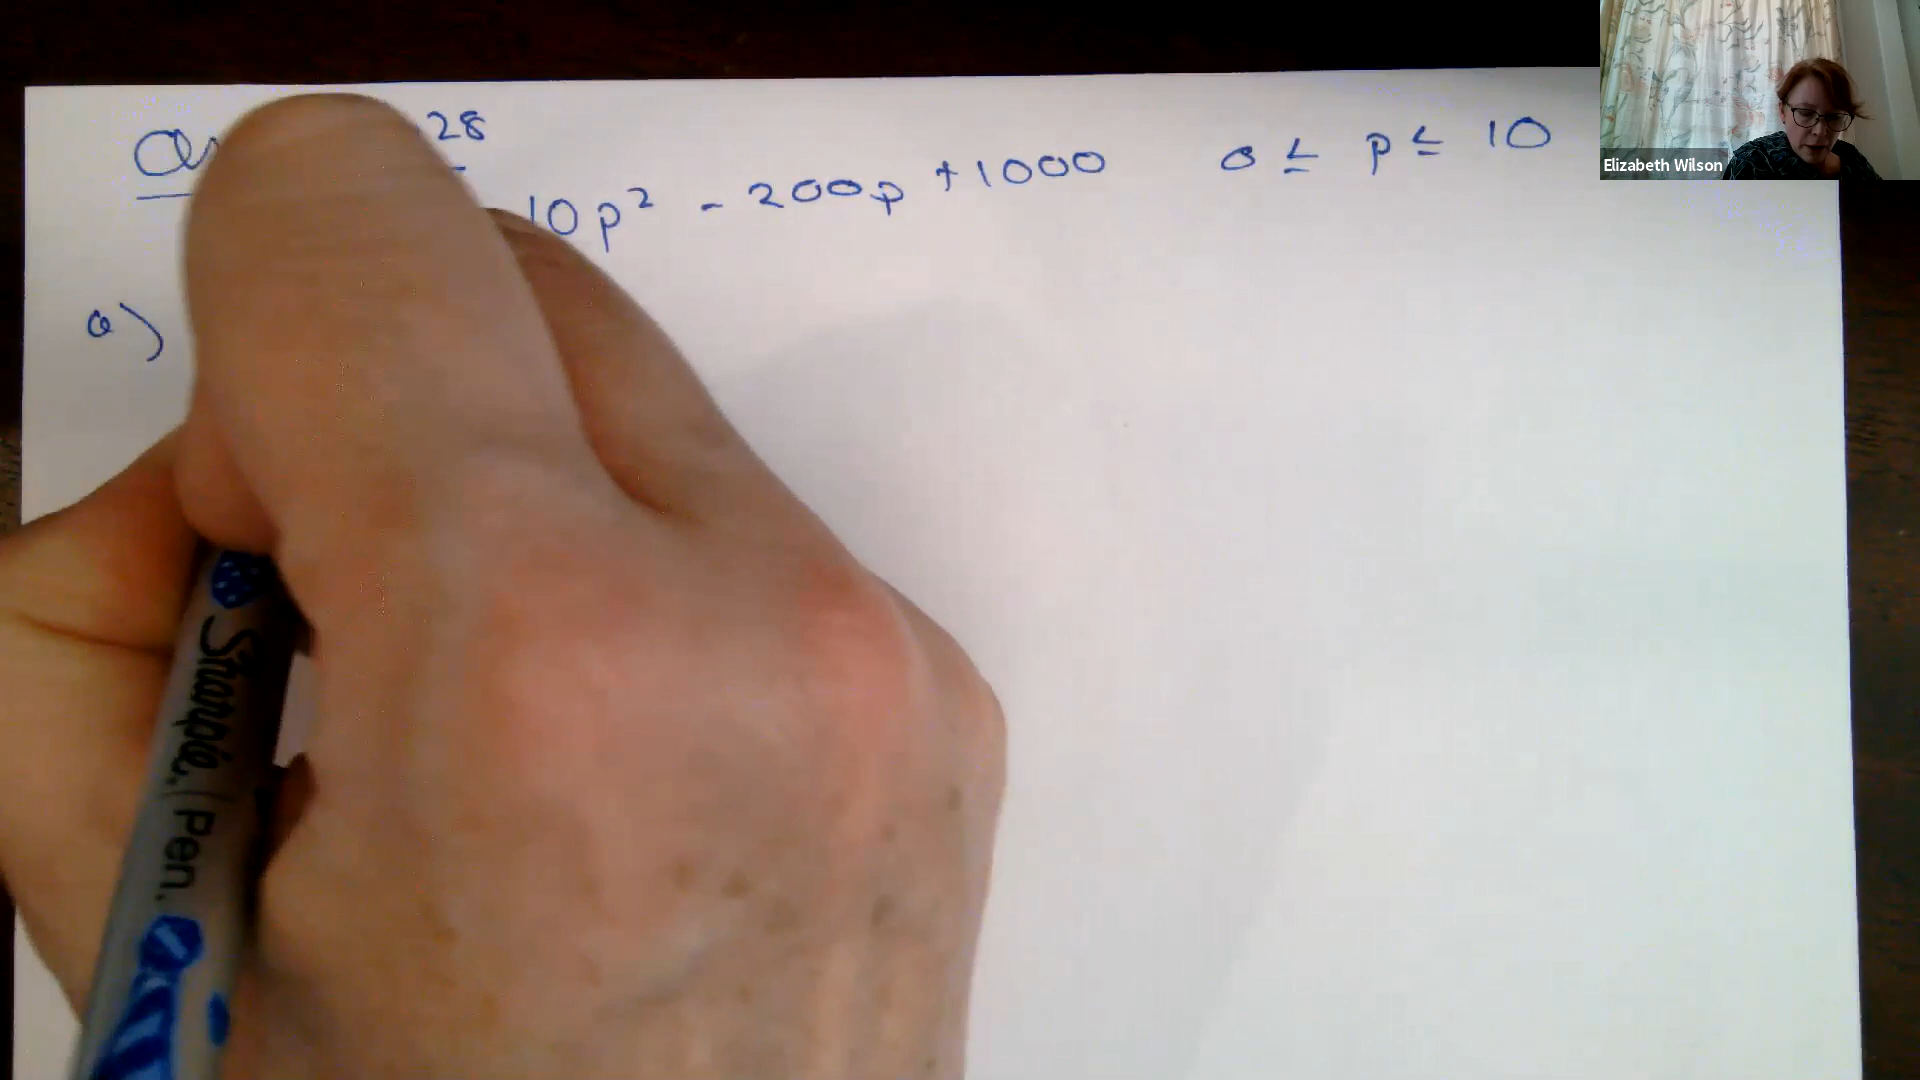 28
10p² - 200p + 1000 0 ≤ p ≤ 10
a)
Sharpie. Pen.
Elizabeth Wilson